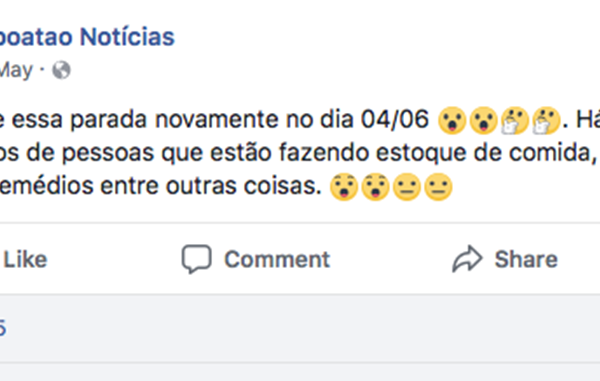 boatao Notícias
May ·
e essa parada novamente no dia 04/06 😮😮🤔🤔. Há
os de pessoas que estão fazendo estoque de comida,
remédios entre outras coisas. 😲😲😐😐
Like Comment Share
5